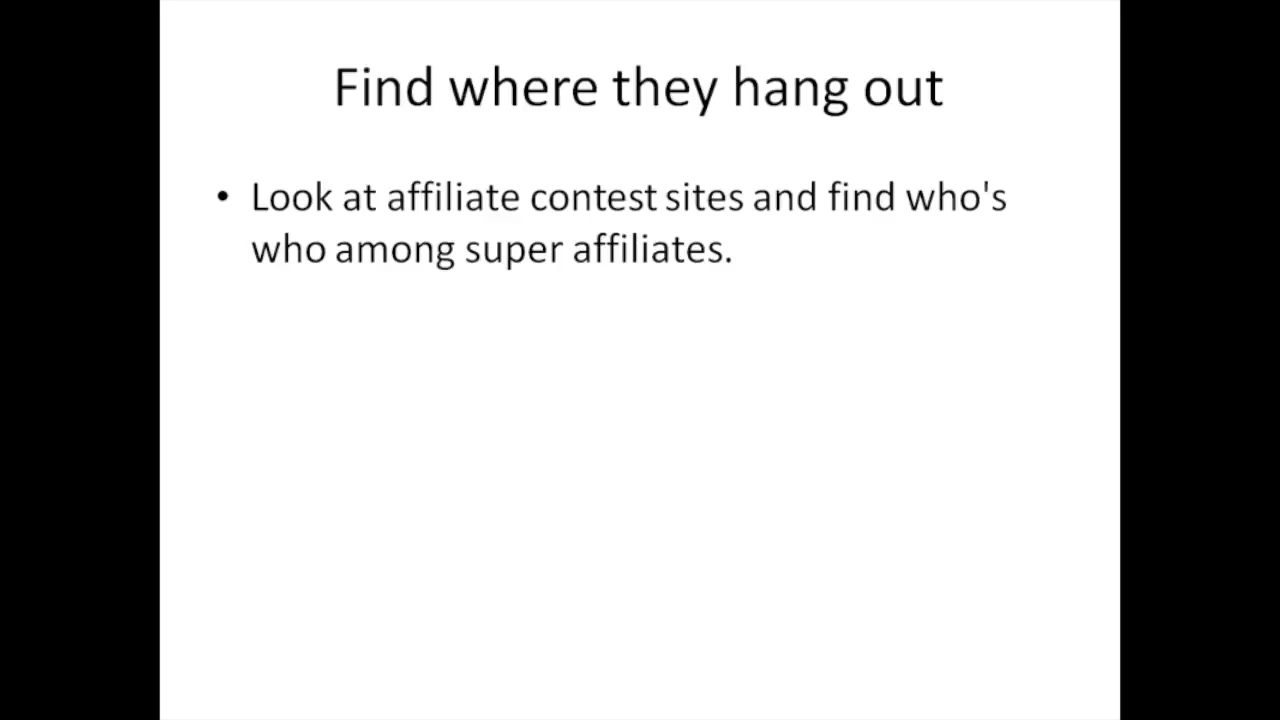 Find where they hang out
• Look at affiliate contest sites and find who's
who among super affiliates.